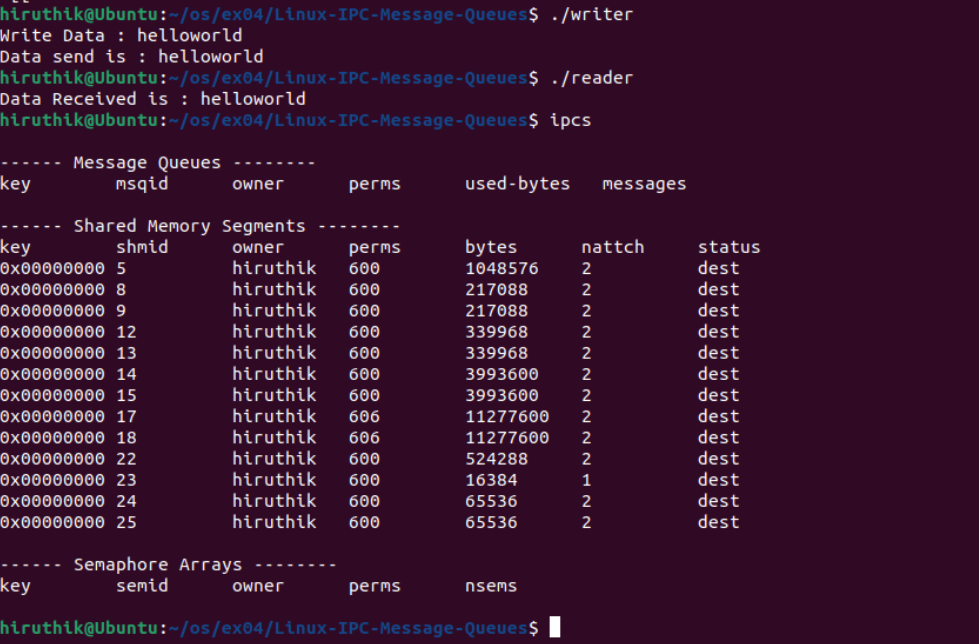 hiruthik@Ubuntu:~/os/ex04/Linux-IPC-Message-Queues$ ./writer
Write Data : helloworld
Data send is : helloworld
hiruthik@Ubuntu:~/os/ex04/Linux-IPC-Message-Queues$ ./reader
Data Received is : helloworld
hiruthik@Ubuntu:~/os/ex04/Linux-IPC-Message-Queues$ ipcs

------ Message Queues --------
key        msqid      owner      perms      used-bytes   messages

------ Shared Memory Segments --------
key        shmid      owner      perms      bytes      nattch     status
0x00000000 5          hiruthik   600        1048576    2          dest
0x00000000 8          hiruthik   600        217088     2          dest
0x00000000 9          hiruthik   600        217088     2          dest
0x00000000 12         hiruthik   600        339968     2          dest
0x00000000 13         hiruthik   600        339968     2          dest
0x00000000 14         hiruthik   600        3993600    2          dest
0x00000000 15         hiruthik   600        3993600    2          dest
0x00000000 17         hiruthik   606        11277600   2          dest
0x00000000 18         hiruthik   606        11277600   2          dest
0x00000000 22         hiruthik   600        524288     2          dest
0x00000000 23         hiruthik   600        16384      1          dest
0x00000000 24         hiruthik   600        65536      2          dest
0x00000000 25         hiruthik   600        65536      2          dest

------ Semaphore Arrays --------
key        semid      owner      perms      nsems

hiruthik@Ubuntu:~/os/ex04/Linux-IPC-Message-Queues$